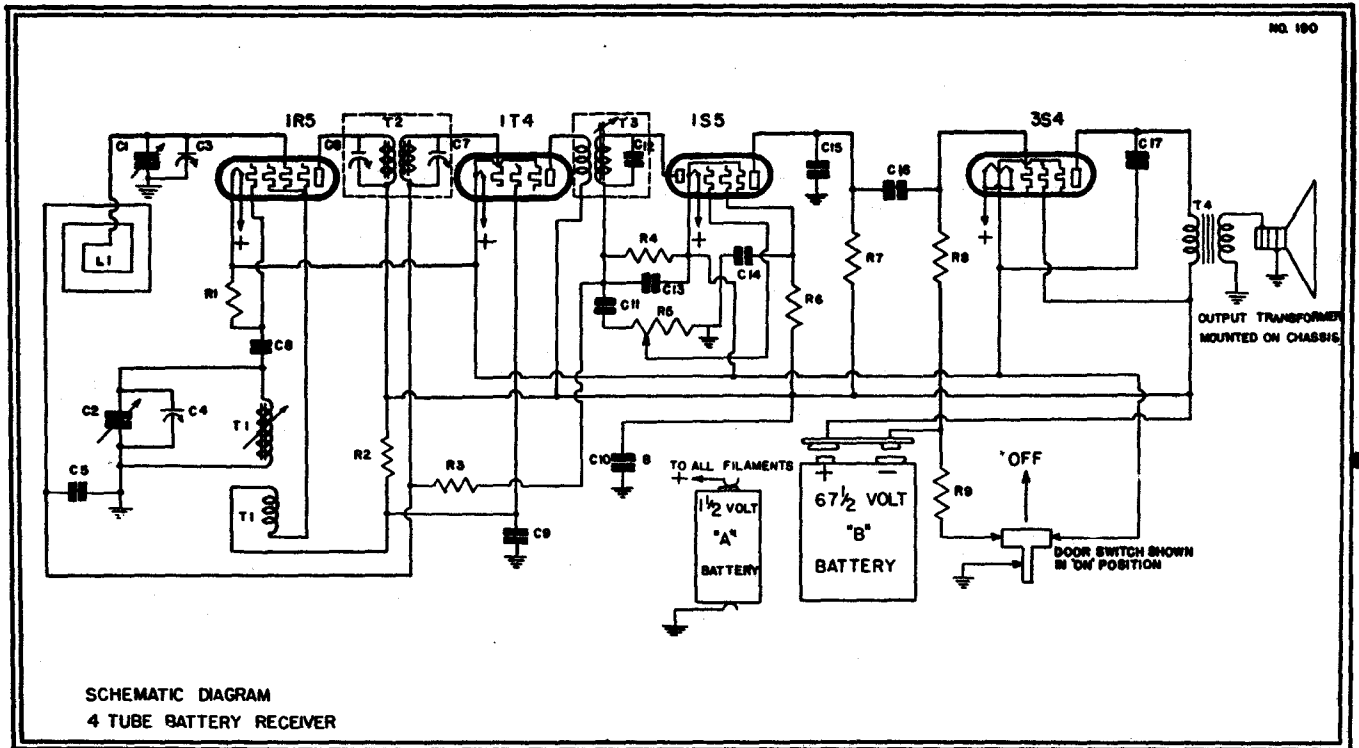 NO. 190
1R5
T2
1T4
T3
1S5
3S4
C1
C3
C6
C7
C12
C15
C17
C16
T4
L1
R4
C14
R7
R8
R1
C13
C11
R5
R6
OUTPUT TRANSFORMER
MOUNTED ON CHASSIS
C8
C2
C4
T1
R2
R3
C10
8
TO ALL FILAMENTS
+
"OFF
C5
T1
C9
1½ VOLT
"A"
BATTERY
+ –
67½ VOLT
"B"
BATTERY
R9
DOOR SWITCH SHOWN
IN "ON" POSITION
SCHEMATIC DIAGRAM
4 TUBE BATTERY RECEIVER